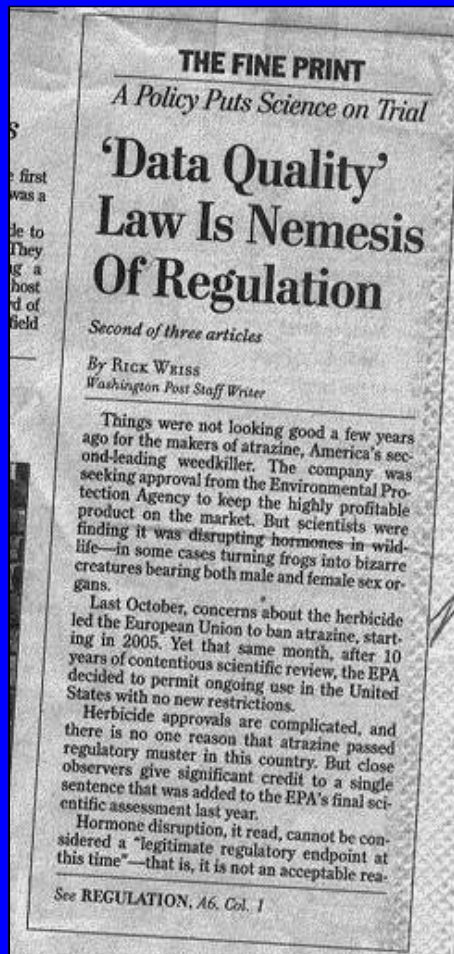 s
e first
was a
le to
They
g a
host
d of
field
THE FINE PRINT
A Policy Puts Science on Trial
'Data Quality'
Law Is Nemesis
Of Regulation
Second of three articles
By RICK WEISS
Washington Post Staff Writer
Things were not looking good a few years
ago for the makers of atrazine, America's sec-
ond-leading weedkiller. The company was
seeking approval from the Environmental Pro-
tection Agency to keep the highly profitable
product on the market. But scientists were
finding it was disrupting hormones in wild-
life—in some cases turning frogs into bizarre
creatures bearing both male and female sex or-
gans.
Last October, concerns about the herbicide
led the European Union to ban atrazine, start-
ing in 2005. Yet that same month, after 10
years of contentious scientific review, the EPA
decided to permit ongoing use in the United
States with no new restrictions.
Herbicide approvals are complicated, and
there is no one reason that atrazine passed
regulatory muster in this country. But close
observers give significant credit to a single
sentence that was added to the EPA's final sci-
entific assessment last year.
Hormone disruption, it read, cannot be con-
sidered a "legitimate regulatory endpoint at
this time"—that is, it is not an acceptable rea-
See REGULATION, A6, Col. 1